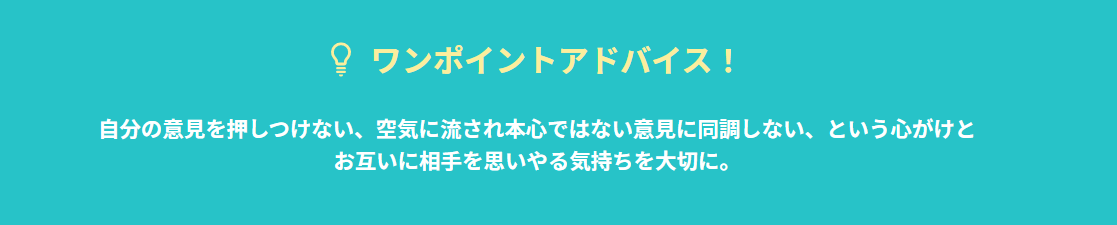 ワンポイントアドバイス！
自分の意見を押しつけない、空気に流され本心ではない意見に同調しない、という心がけと
お互いに相手を思いやる気持ちを大切に。